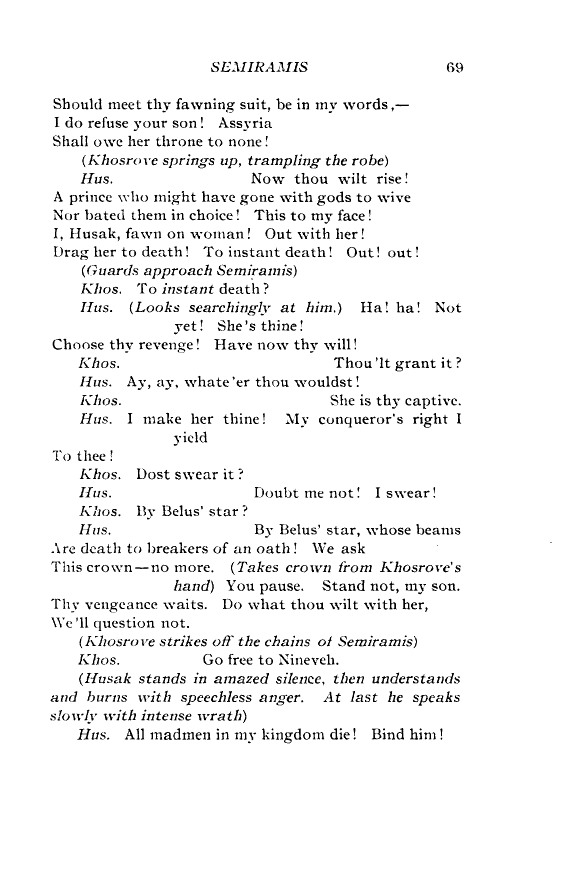 SEMIRAMIS 69
Should meet thy fawning suit, be in my words,—
I do refuse your son! Assyria
Shall owe her throne to none!
(Khosrove springs up, trampling the robe)
Hus. Now thou wilt rise!
A prince who might have gone with gods to wive
Nor bated them in choice! This to my face!
I, Husak, fawn on woman! Out with her!
Drag her to death! To instant death! Out! out!
(Guards approach Semiramis)
Khos. To instant death?
Hus. (Looks searchingly at him.) Ha! ha! Not
yet! She's thine!
Choose thy revenge! Have now thy will!
Khos. Thou'lt grant it?
Hus. Ay, ay, whate'er thou wouldst!
Khos. She is thy captive.
Hus. I make her thine! My conqueror's right I
yield
To thee!
Khos. Dost swear it?
Hus. Doubt me not! I swear!
Khos. By Belus' star?
Hus. By Belus' star, whose beams
Are death to breakers of an oath! We ask
This crown—no more. (Takes crown from Khosrove's
hand) You pause. Stand not, my son.
Thy vengeance waits. Do what thou wilt with her,
We'll question not.
(Khosrove strikes off the chains of Semiramis)
Khos. Go free to Nineveh.
(Husak stands in amazed silence, then understands
and burns with speechless anger. At last he speaks
slowly with intense wrath)
Hus. All madmen in my kingdom die! Bind him!